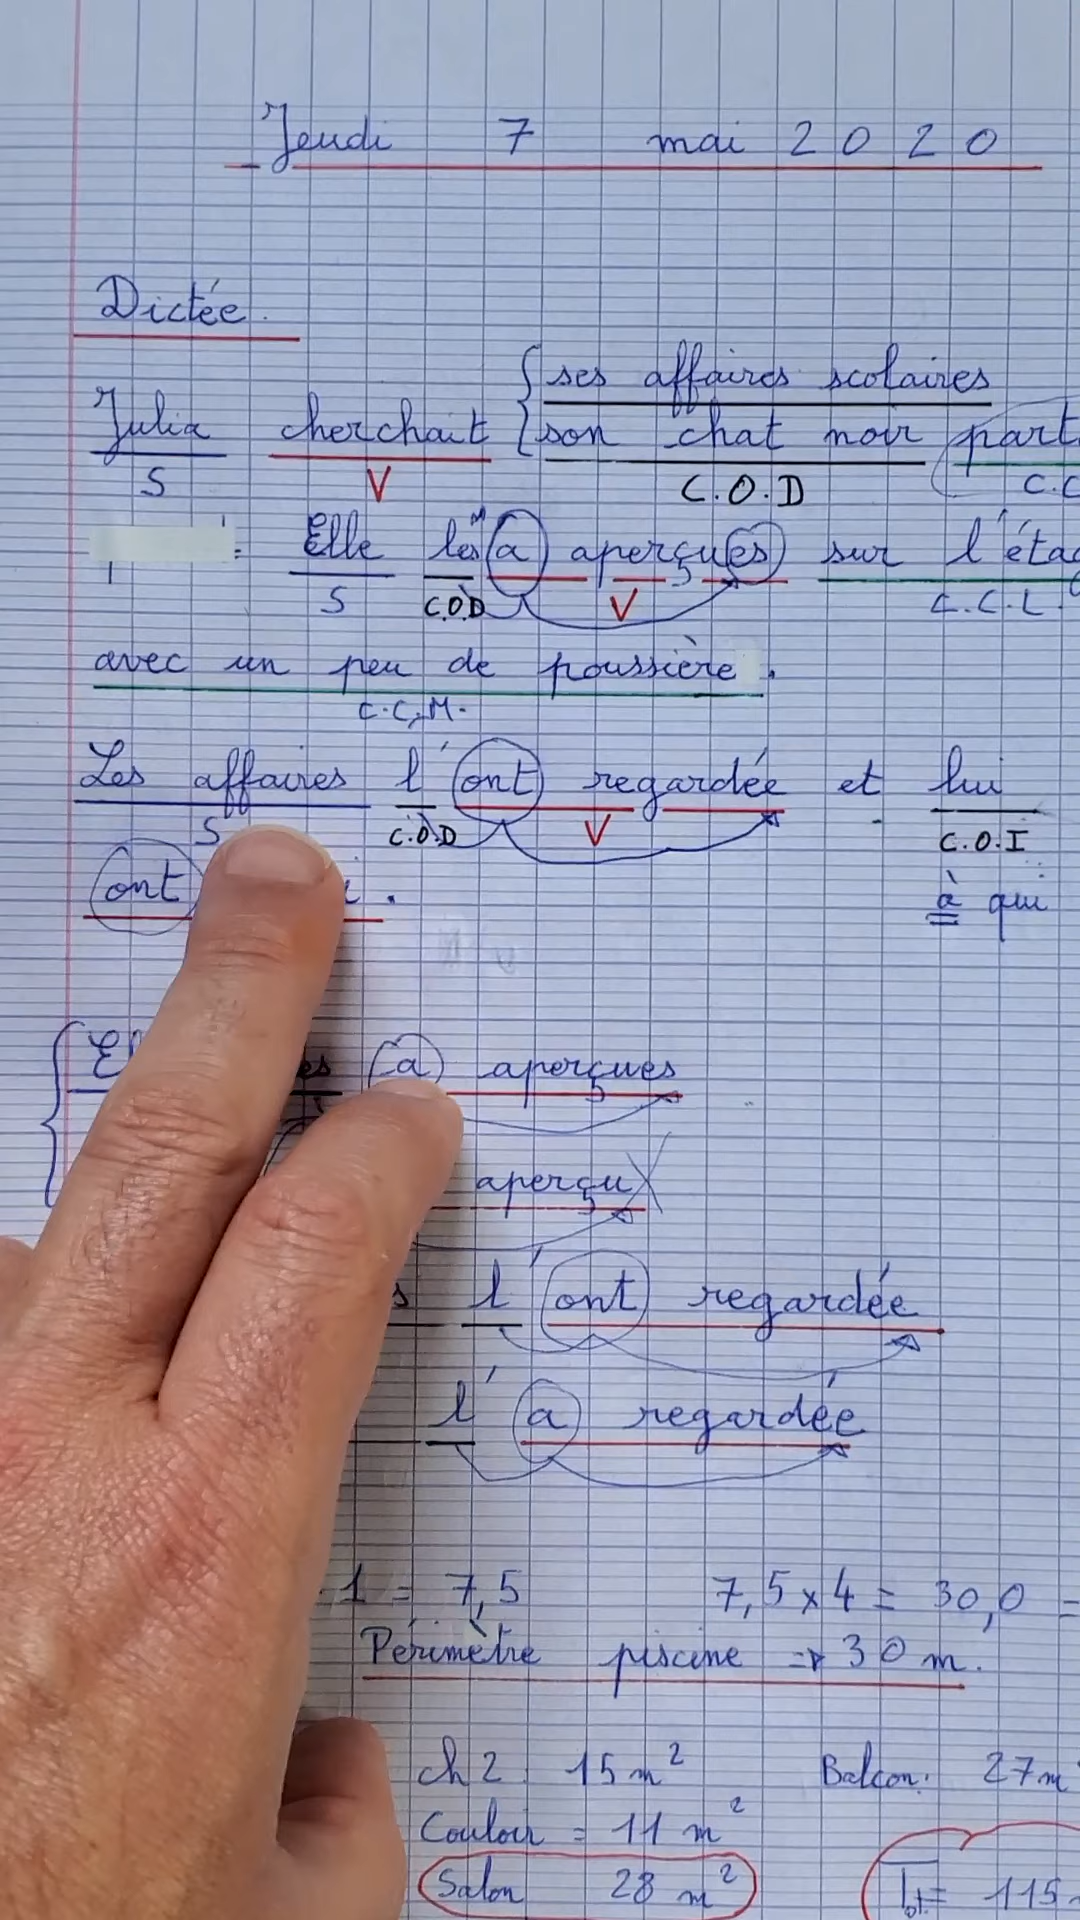 Jeudi 7 mai 2020
Dictée.
{ ses affaires scolaires
Julia cherchait { son chat noir
S V C.O.D C.C
Elle les a aperçues sur l'étag
S C.O.D V C.C.L
avec un peu de poussière.
C.C.M.
Les affaires l'ont regardée et lui
S C.O.D V C.O.I
ont .
à qui
a aperçues
aperçu
l'ont regardée
l'a regardée
1 = 7,5 7,5 x 4 = 30,0 =
Périmètre piscine => 30 m.
ch 2 15 m² Balcon: 27 m²
Couloir = 11 m²
Salon 28 m² tot = 115